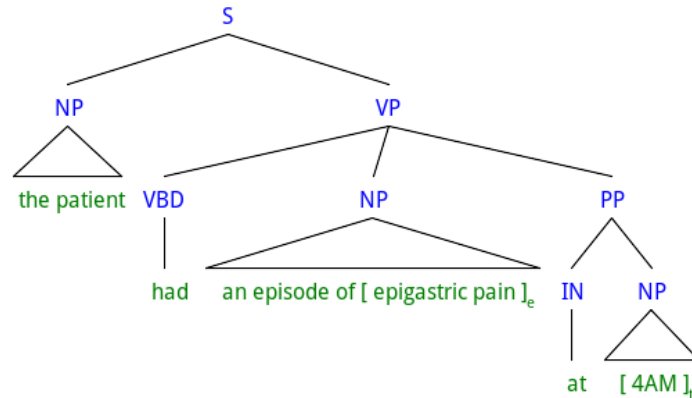 S
NP VP
the patient VBD NP PP
had an episode of [ epigastric pain ]e IN NP
at [ 4AM ]